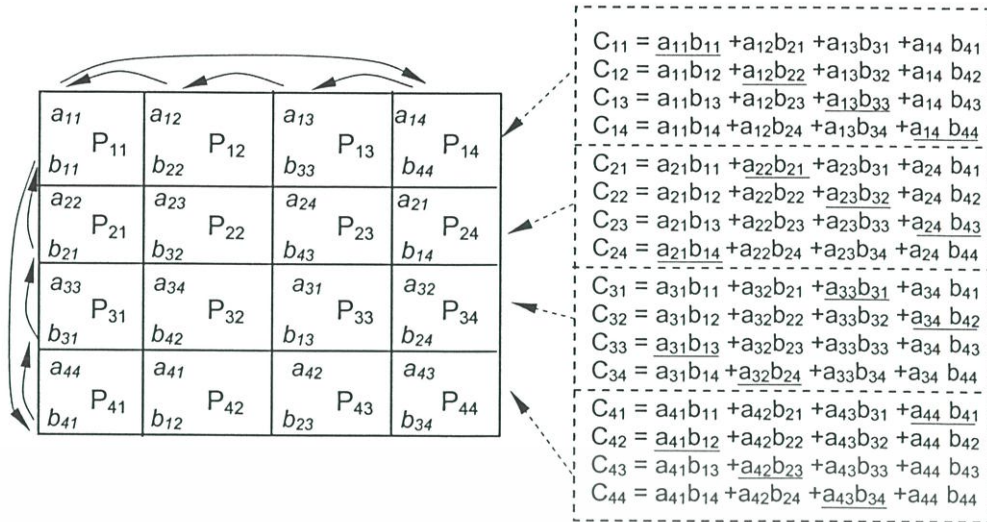 a₁₁ a₁₂ a₁₃ a₁₄
P₁₁ P₁₂ P₁₃ P₁₄
b₁₁ b₂₂ b₃₃ b₄₄
a₂₂ a₂₃ a₂₄ a₂₁
P₂₁ P₂₂ P₂₃ P₂₄
b₂₁ b₃₂ b₄₃ b₁₄
a₃₃ a₃₄ a₃₁ a₃₂
P₃₁ P₃₂ P₃₃ P₃₄
b₃₁ b₄₂ b₁₃ b₂₄
a₄₄ a₄₁ a₄₂ a₄₃
P₄₁ P₄₂ P₄₃ P₄₄
b₄₁ b₁₂ b₂₃ b₃₄
C₁₁ = a₁₁b₁₁ +a₁₂b₂₁ +a₁₃b₃₁ +a₁₄ b₄₁
C₁₂ = a₁₁b₁₂ +a₁₂b₂₂ +a₁₃b₃₂ +a₁₄ b₄₂
C₁₃ = a₁₁b₁₃ +a₁₂b₂₃ +a₁₃b₃₃ +a₁₄ b₄₃
C₁₄ = a₁₁b₁₄ +a₁₂b₂₄ +a₁₃b₃₄ +a₁₄ b₄₄
C₂₁ = a₂₁b₁₁ +a₂₂b₂₁ +a₂₃b₃₁ +a₂₄ b₄₁
C₂₂ = a₂₁b₁₂ +a₂₂b₂₂ +a₂₃b₃₂ +a₂₄ b₄₂
C₂₃ = a₂₁b₁₃ +a₂₂b₂₃ +a₂₃b₃₃ +a₂₄ b₄₃
C₂₄ = a₂₁b₁₄ +a₂₂b₂₄ +a₂₃b₃₄ +a₂₄ b₄₄
C₃₁ = a₃₁b₁₁ +a₃₂b₂₁ +a₃₃b₃₁ +a₃₄ b₄₁
C₃₂ = a₃₁b₁₂ +a₃₂b₂₂ +a₃₃b₃₂ +a₃₄ b₄₂
C₃₃ = a₃₁b₁₃ +a₃₂b₂₃ +a₃₃b₃₃ +a₃₄ b₄₃
C₃₄ = a₃₁b₁₄ +a₃₂b₂₄ +a₃₃b₃₄ +a₃₄ b₄₄
C₄₁ = a₄₁b₁₁ +a₄₂b₂₁ +a₄₃b₃₁ +a₄₄ b₄₁
C₄₂ = a₄₁b₁₂ +a₄₂b₂₂ +a₄₃b₃₂ +a₄₄ b₄₂
C₄₃ = a₄₁b₁₃ +a₄₂b₂₃ +a₄₃b₃₃ +a₄₄ b₄₃
C₄₄ = a₄₁b₁₄ +a₄₂b₂₄ +a₄₃b₃₄ +a₄₄ b₄₄